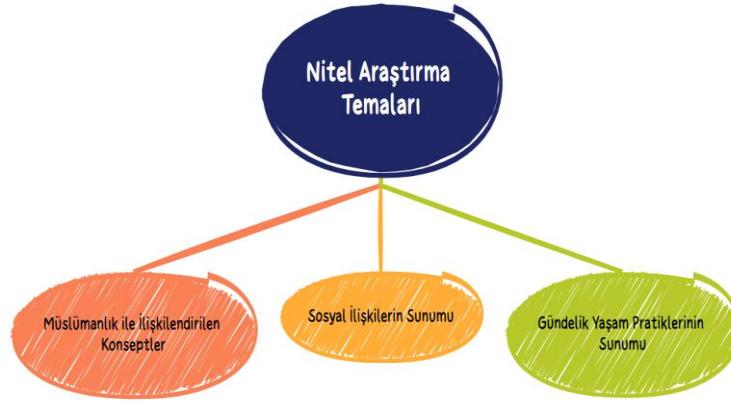 Nitel Araştırma
Temaları
Müslümanlık ile İlişkilendirilen
Konseptler
Sosyal İlişkilerin Sunumu
Gündelik Yaşam Pratiklerinin
Sunumu